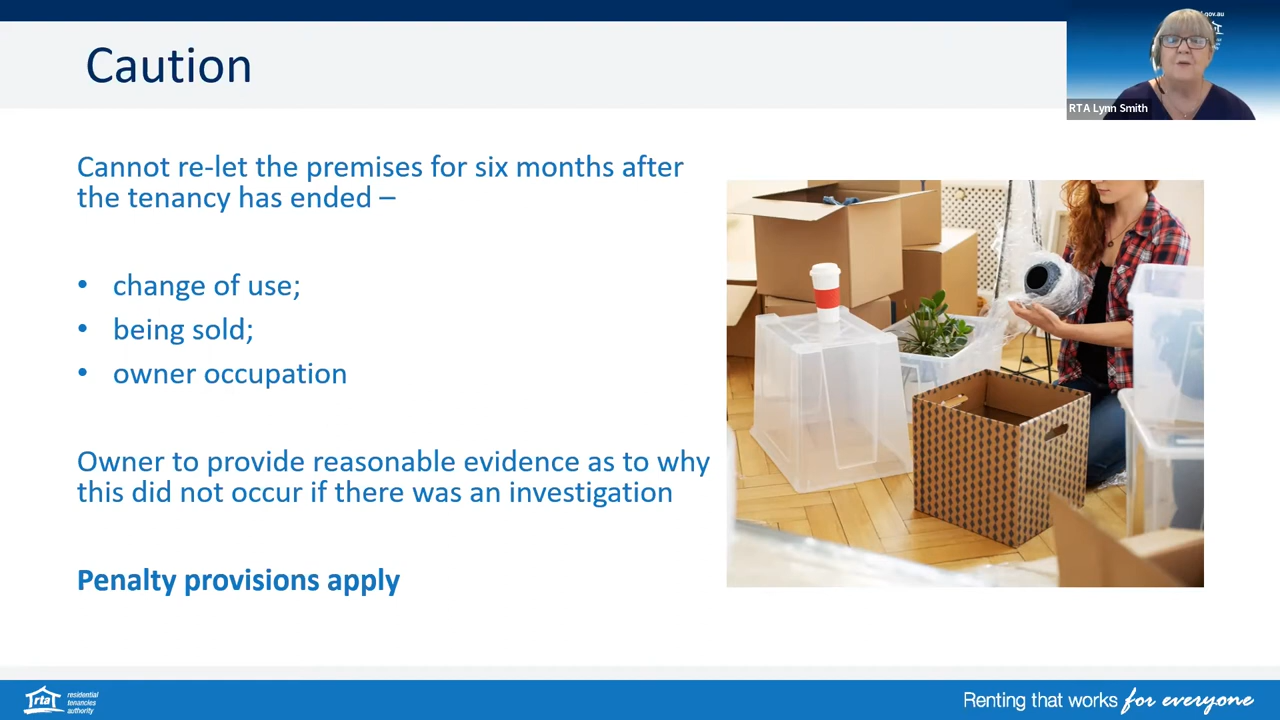 Caution
.gov.au
RTA Lynn Smith
Cannot re-let the premises for six months after
the tenancy has ended –
• change of use;
• being sold;
• owner occupation
Owner to provide reasonable evidence as to why
this did not occur if there was an investigation
Penalty provisions apply
rta
residential
tenancies
authority
Renting that works for everyone